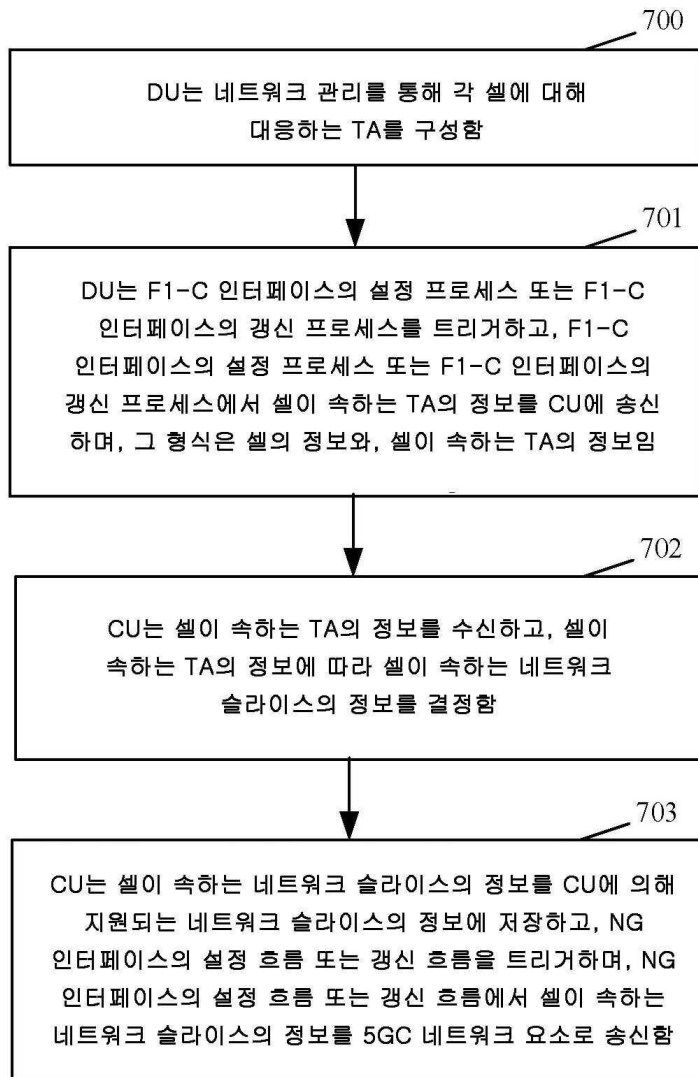 700
DU는 네트워크 관리를 통해 각 셀에 대해
대응하는 TA를 구성함
701
DU는 F1-C 인터페이스의 설정 프로세스 또는 F1-C
인터페이스의 갱신 프로세스를 트리거하고, F1-C
인터페이스의 설정 프로세스 또는 F1-C 인터페이스의
갱신 프로세스에서 셀이 속하는 TA의 정보를 CU에 송신
하며, 그 형식은 셀의 정보와, 셀이 속하는 TA의 정보임
702
CU는 셀이 속하는 TA의 정보를 수신하고, 셀이
속하는 TA의 정보에 따라 셀이 속하는 네트워크
슬라이스의 정보를 결정함
703
CU는 셀이 속하는 네트워크 슬라이스의 정보를 CU에 의해
지원되는 네트워크 슬라이스의 정보에 저장하고, NG
인터페이스의 설정 흐름 또는 갱신 흐름을 트리거하며, NG
인터페이스의 설정 흐름 또는 갱신 흐름에서 셀이 속하는
네트워크 슬라이스의 정보를 5GC 네트워크 요소로 송신함